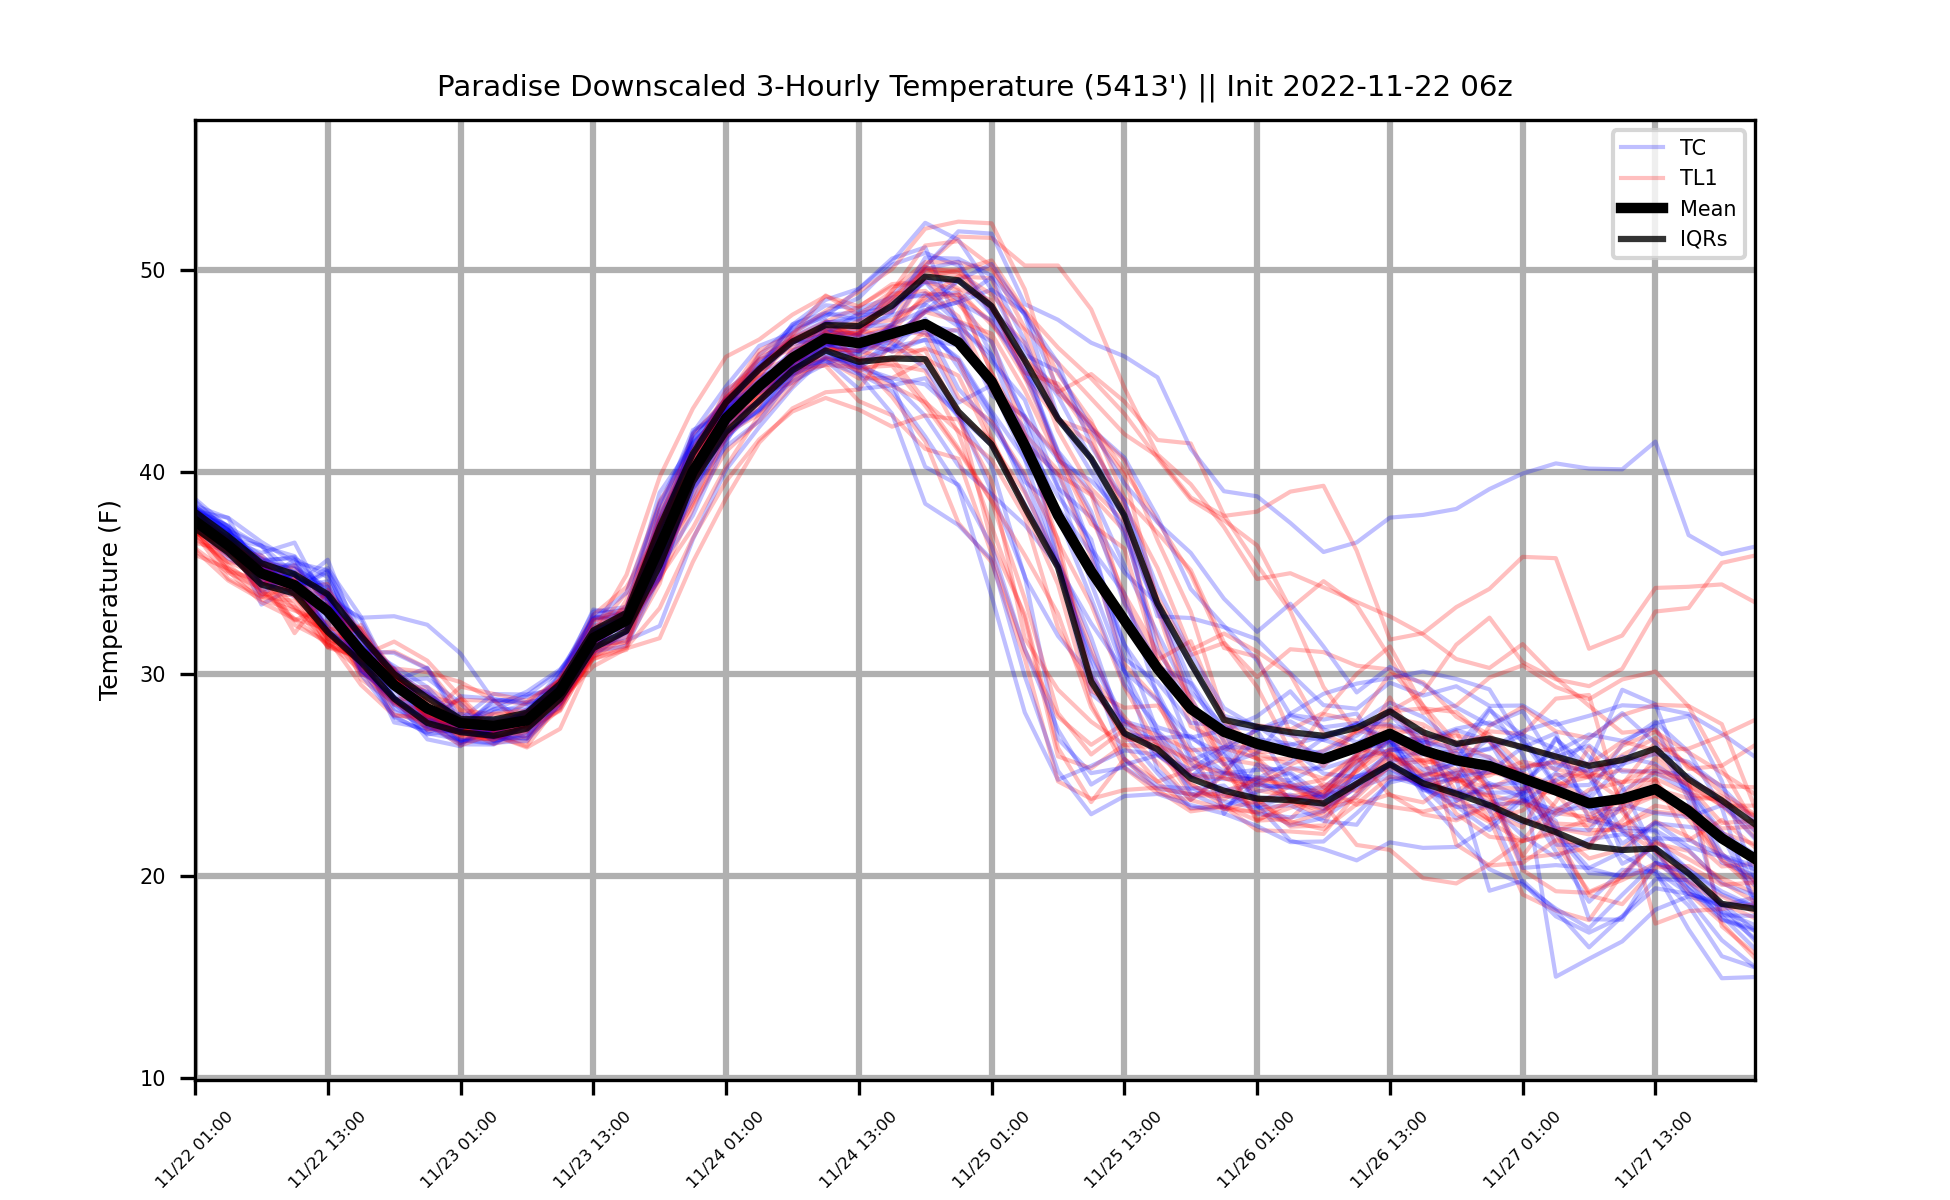 Paradise Downscaled 3-Hourly Temperature (5413') || Init 2022-11-22 06z
TC
TL1
Mean
IQRs
Temperature (F)
50
40
30
20
10
11/22 01:00
11/22 13:00
11/23 01:00
11/23 13:00
11/24 01:00
11/24 13:00
11/25 01:00
11/25 13:00
11/26 01:00
11/26 13:00
11/27 01:00
11/27 13:00